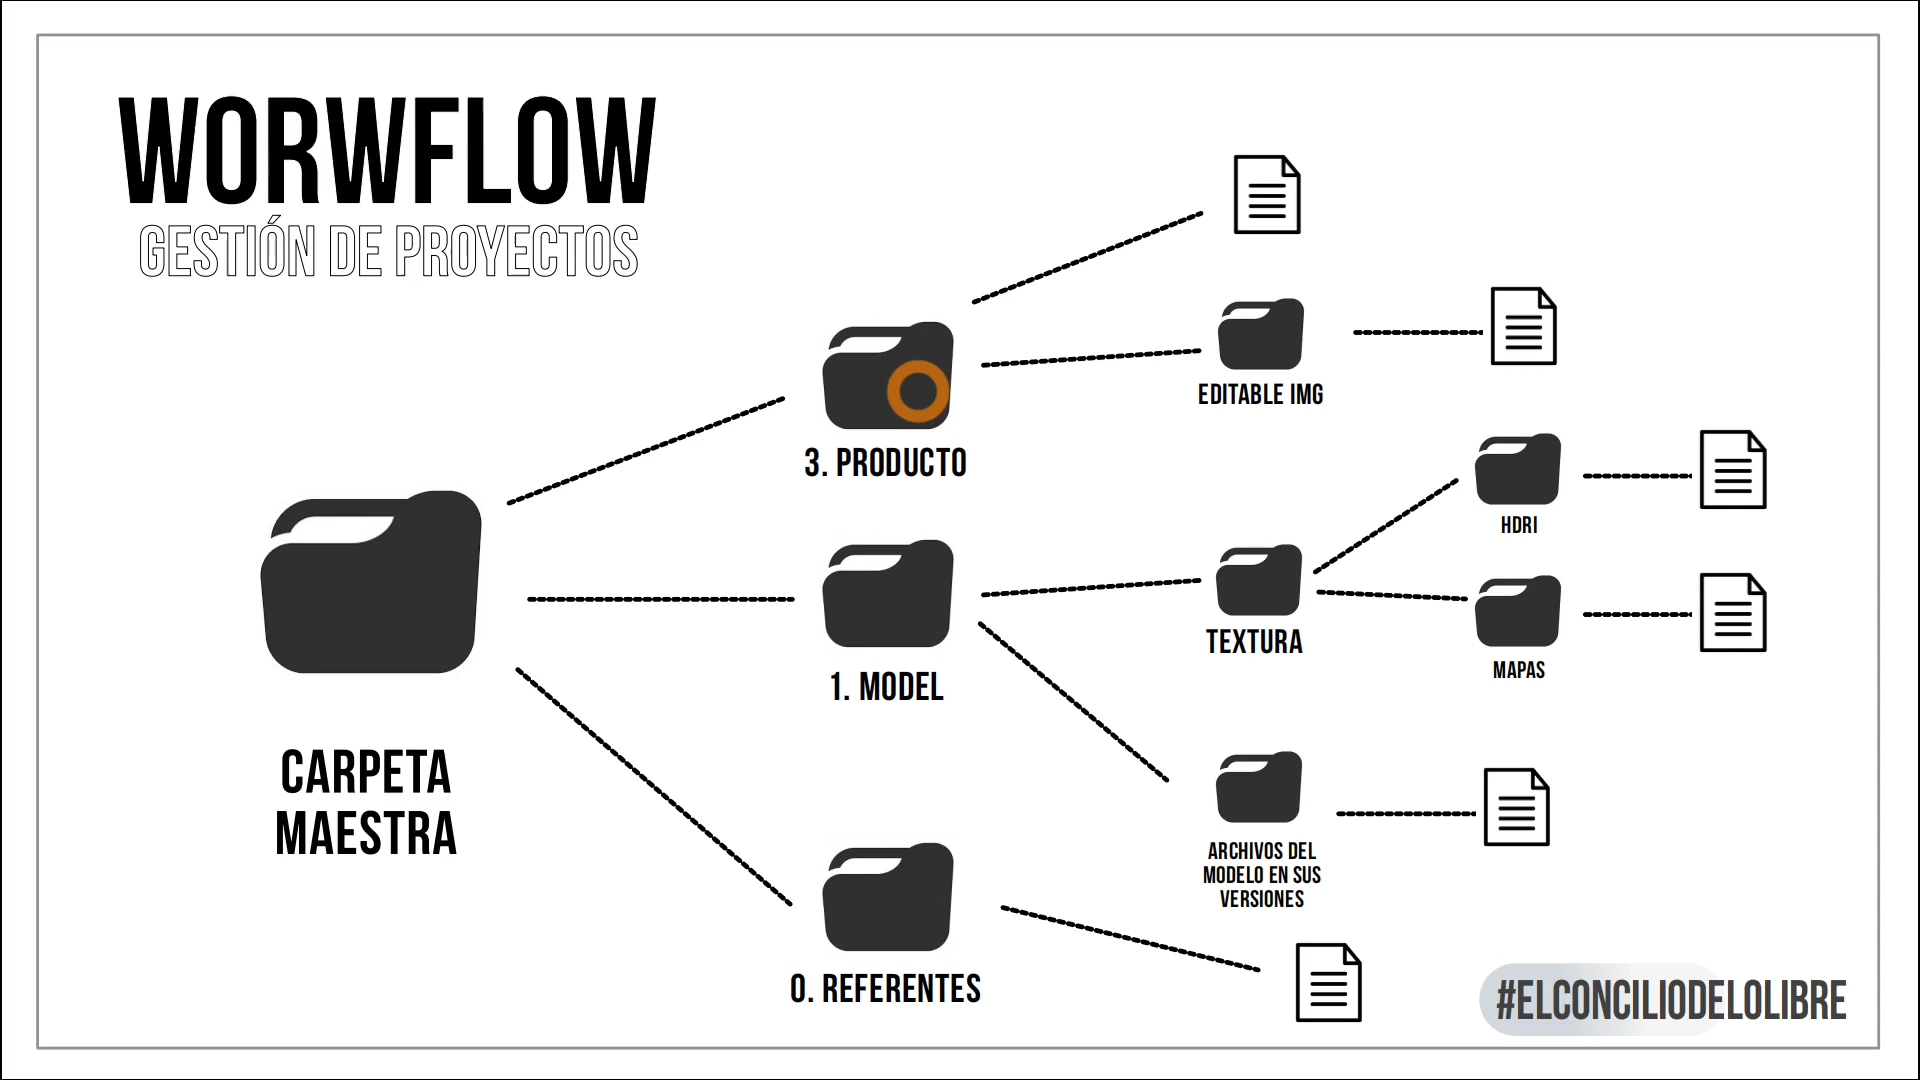 WORWFLOW
GESTIÓN DE PROYECTOS
EDITABLE IMG
3. PRODUCTO
HDRI
TEXTURA
MAPAS
1. MODEL
CARPETA
MAESTRA
ARCHIVOS DEL
MODELO EN SUS
VERSIONES
0. REFERENTES
#ELCONCILIODELOLIBRE